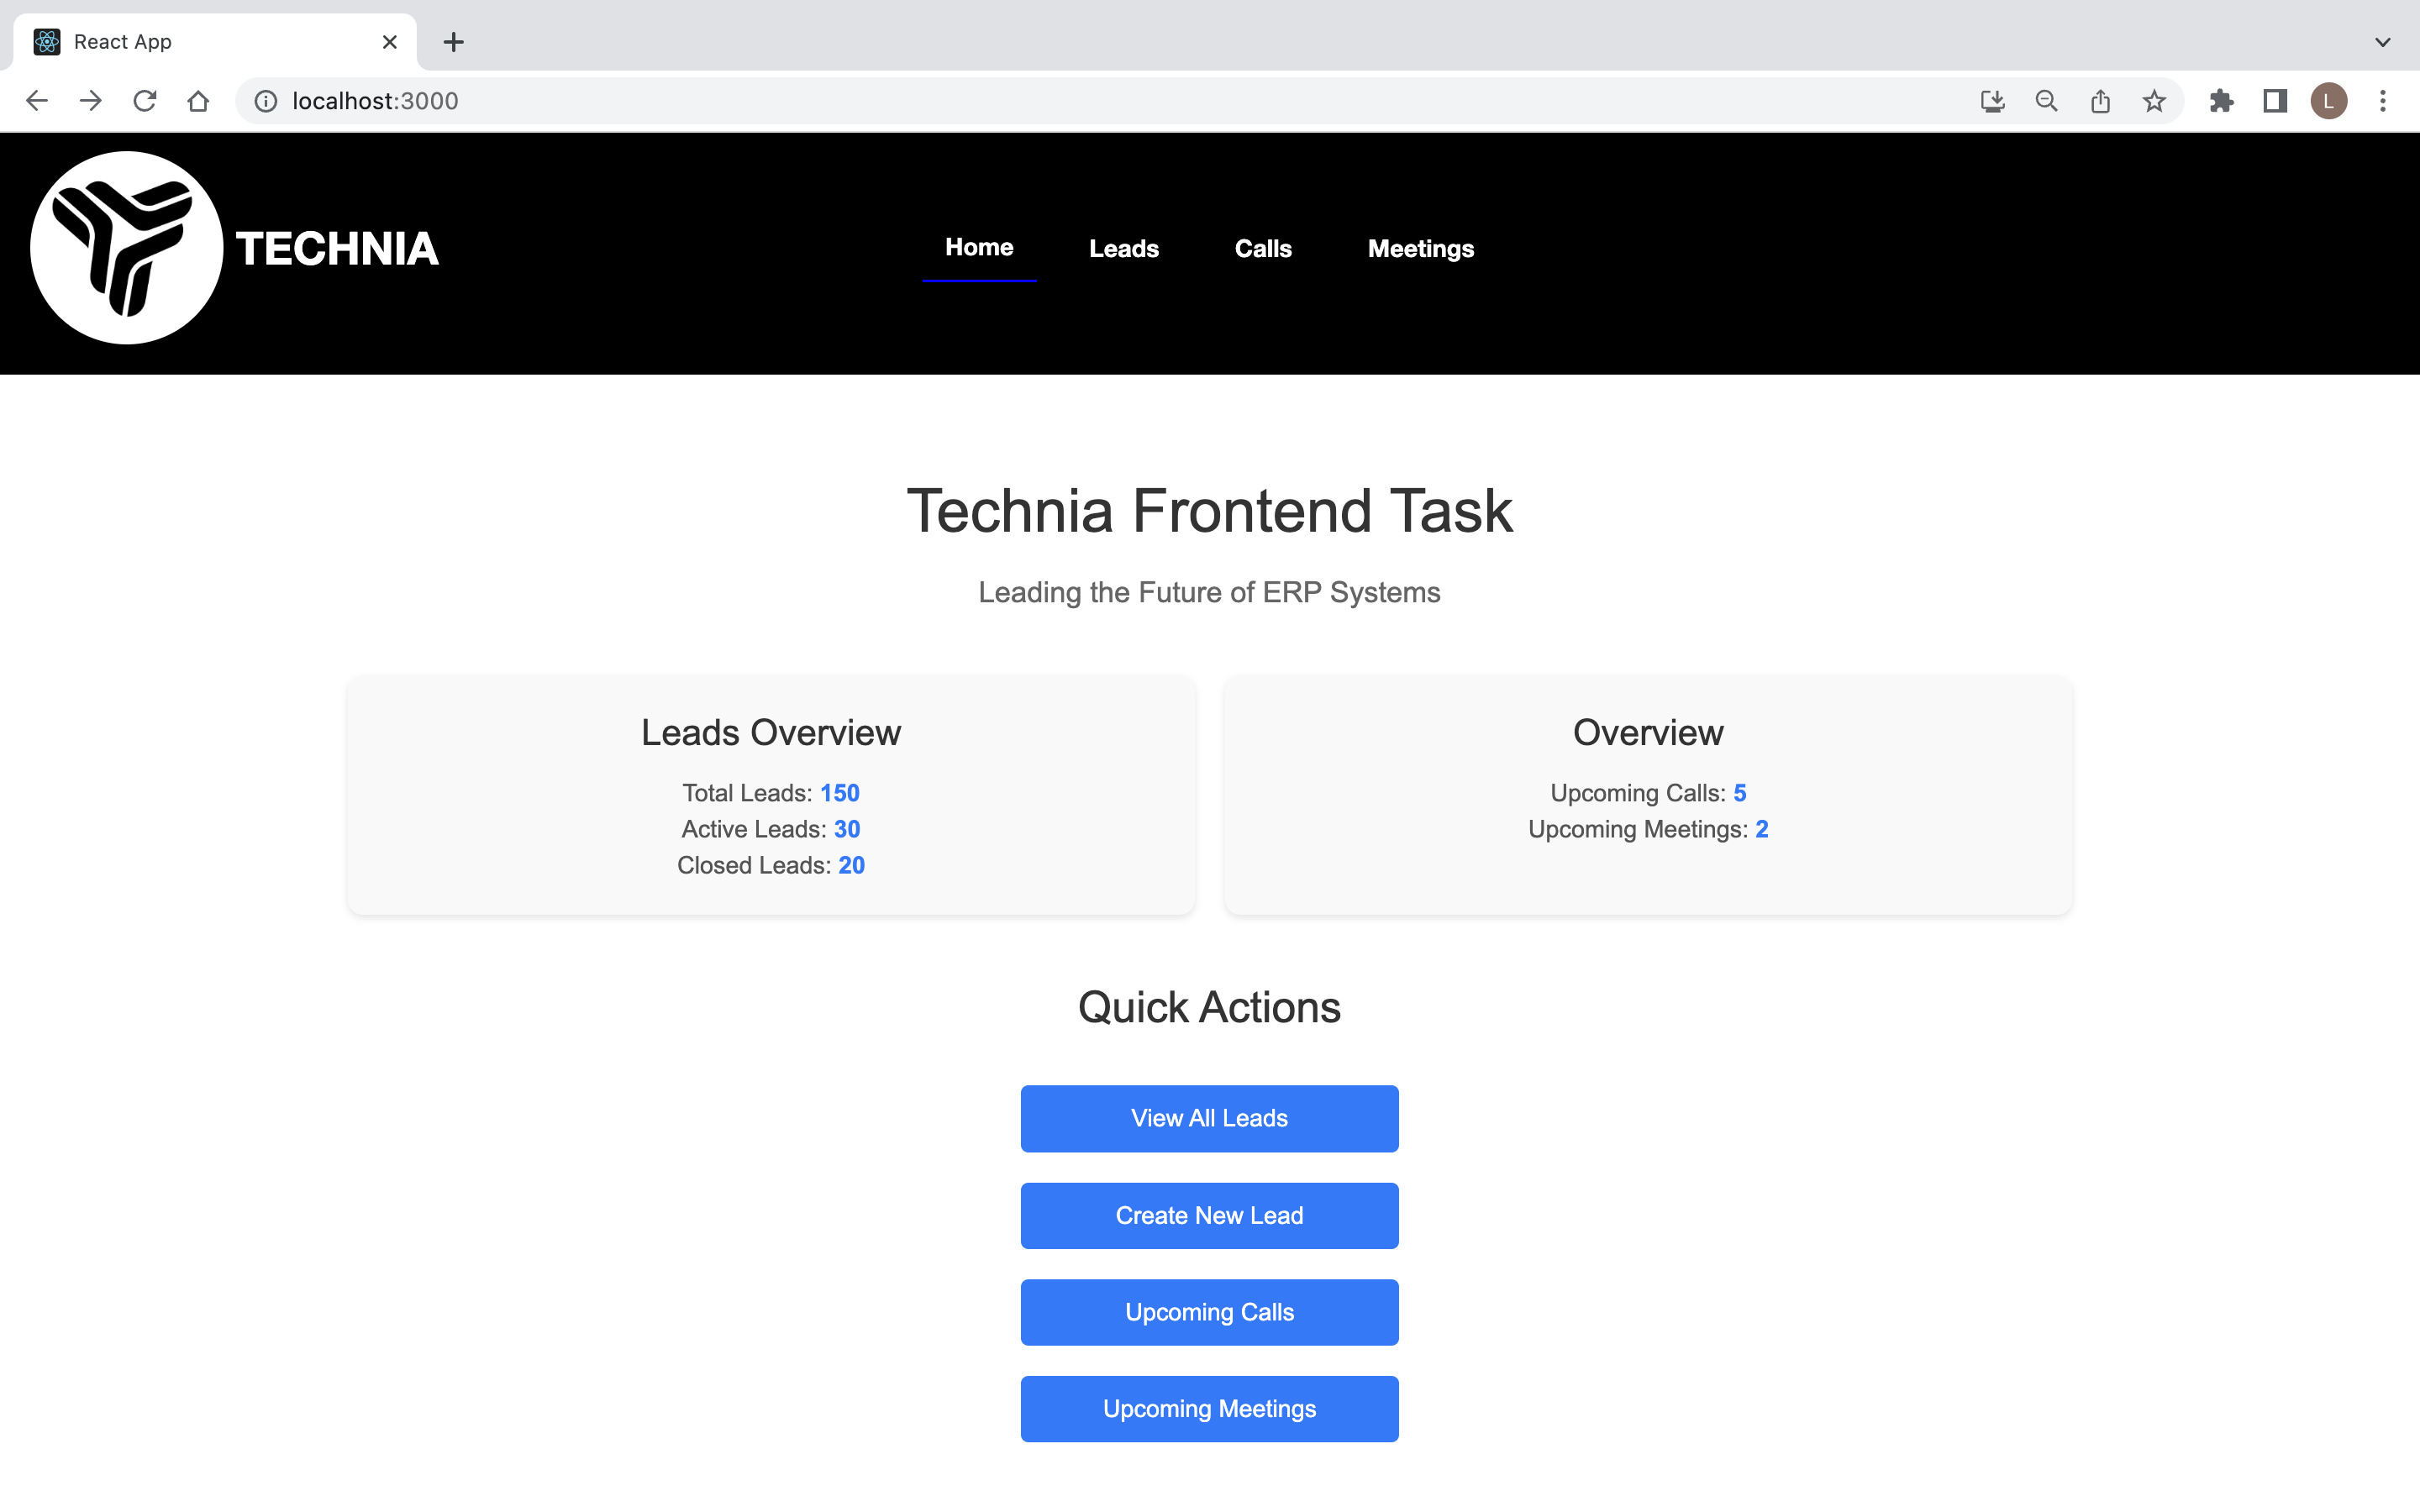 React App
localhost:3000
L
TECHNIA
Home
Leads
Calls
Meetings
Technia Frontend Task
Leading the Future of ERP Systems
Leads Overview
Total Leads: 150
Active Leads: 30
Closed Leads: 20
Overview
Upcoming Calls: 5
Upcoming Meetings: 2
Quick Actions
View All Leads
Create New Lead
Upcoming Calls
Upcoming Meetings